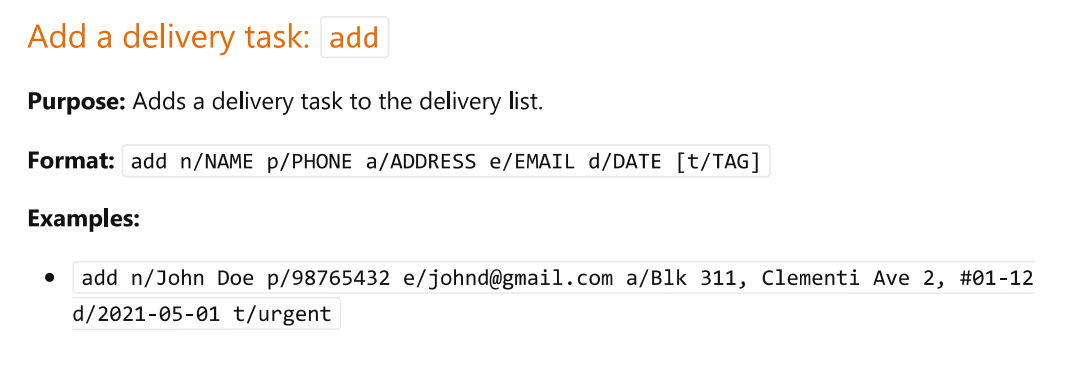 Add a delivery task: add
Purpose: Adds a delivery task to the delivery list.
Format: add n/NAME p/PHONE a/ADDRESS e/EMAIL d/DATE [t/TAG]
Examples:
• add n/John Doe p/98765432 e/johnd@gmail.com a/Blk 311, Clementi Ave 2, #01-12
d/2021-05-01 t/urgent